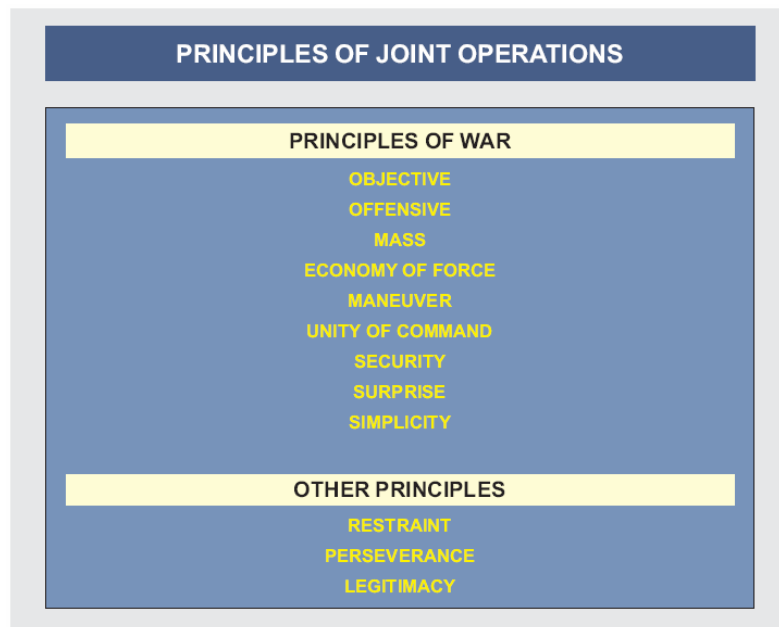 PRINCIPLES OF JOINT OPERATIONS
PRINCIPLES OF WAR
OBJECTIVE
OFFENSIVE
MASS
ECONOMY OF FORCE
MANEUVER
UNITY OF COMMAND
SECURITY
SURPRISE
SIMPLICITY
OTHER PRINCIPLES
RESTRAINT
PERSEVERANCE
LEGITIMACY